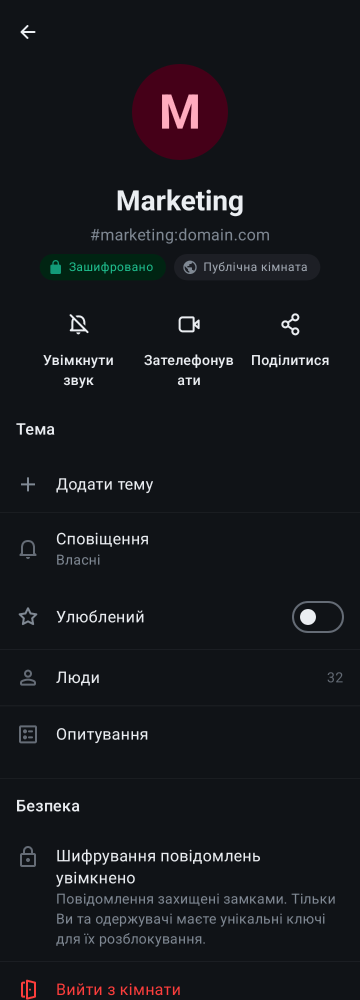 M
Marketing
#marketing:domain.com
Зашифровано
Публічна кімната
Увімкнути
звук
Зателефонув
ати
Поділитися
Тема
Додати тему
Сповіщення
Власні
Улюблений
Люди
32
Опитування
Безпека
Шифрування повідомлень
увімкнено
Повідомлення захищені замками. Тільки
Ви та одержувачі маєте унікальні ключі
для їх розблокування.
Вийти з кімнати